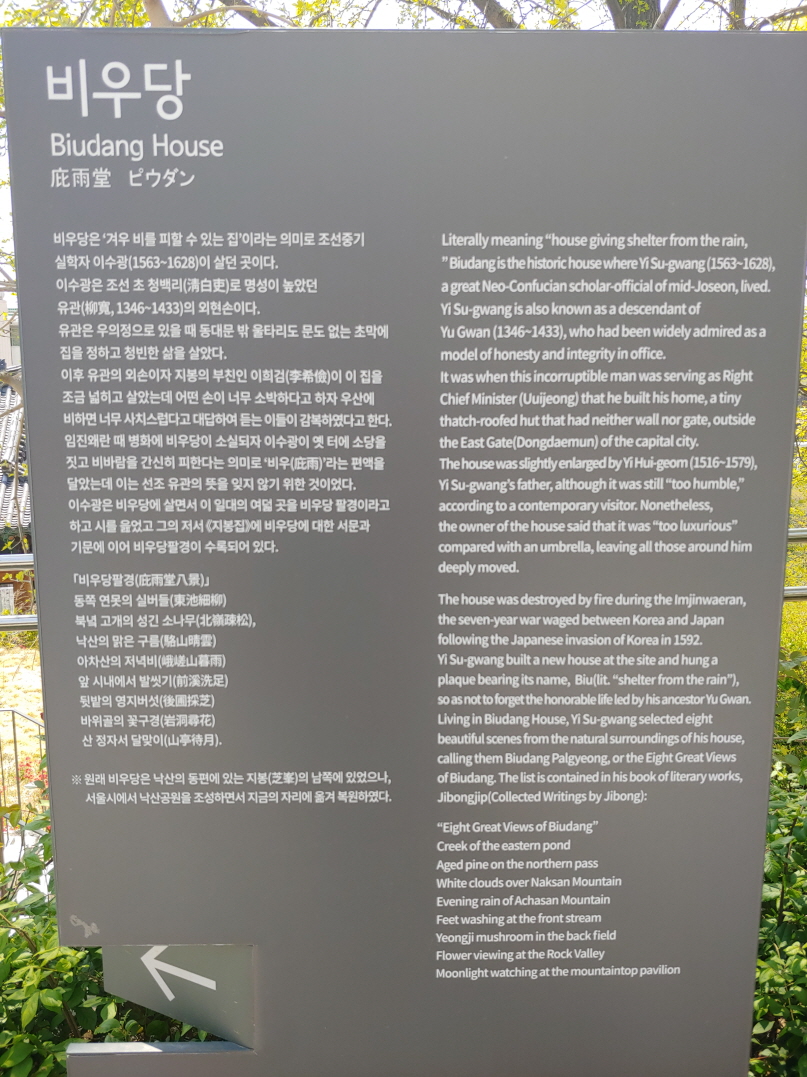 비우당
Biudang House
庇雨堂 ピウダン
비우당은 ‘겨우 비를 피할 수 있는 집’이라는 의미로 조선중기
실학자 이수광(1563~1628)이 살던 곳이다.
이수광은 조선 초 청백리(淸白吏)로 명성이 높았던
유관(柳寬, 1346~1433)의 외현손이다.
유관은 우의정으로 있을 때 동대문 밖 울타리도 문도 없는 초막에
집을 정하고 청빈한 삶을 살았다.
이후 유관의 외손이자 지봉의 부친인 이희검(李希儉)이 이 집을
조금 넓히고 살았는데 어떤 손이 너무 소박하다고 하자 우산에
비하면 너무 사치스럽다고 대답하여 듣는 이들이 감복하였다고 한다.
임진왜란 때 병화에 비우당이 소실되자 이수광이 옛 터에 소당을
짓고 비바람을 간신히 피한다는 의미로 ‘비우(庇雨)’라는 편액을
달았는데 이는 선조 유관의 뜻을 잊지 않기 위한 것이었다.
이수광은 비우당에 살면서 이 일대의 여덟 곳을 비우당 팔경이라고
하고 시를 읊었고 그의 저서 《지봉집》에 비우당에 대한 서문과
기문에 이어 비우당팔경이 수록되어 있다.
「비우당팔경(庇雨堂八景)」
동쪽 연못의 실버들(東池細柳)
북녘 고개의 성긴 소나무(北嶺疎松),
낙산의 맑은 구름(駱山晴雲)
아차산의 저녁비(峨嵯山暮雨)
앞 시내에서 발씻기(前溪洗足)
뒷밭의 영지버섯(後圃採芝)
바위골의 꽃구경(岩洞尋花)
산 정자서 달맞이(山亭待月).
※ 원래 비우당은 낙산의 동편에 있는 지봉(芝峯)의 남쪽에 있었으나,
서울시에서 낙산공원을 조성하면서 지금의 자리에 옮겨 복원하였다.
Literally meaning “house giving shelter from the rain,
” Biudang is the historic house where Yi Su-gwang (1563~1628),
a great Neo-Confucian scholar-official of mid-Joseon, lived.
Yi Su-gwang is also known as a descendant of
Yu Gwan (1346~1433), who had been widely admired as a
model of honesty and integrity in office.
It was when this incorruptible man was serving as Right
Chief Minister (Uuijeong) that he built his home, a tiny
thatch-roofed hut that had neither wall nor gate, outside
the East Gate(Dongdaemun) of the capital city.
The house was slightly enlarged by Yi Hui-geom (1516~1579),
Yi Su-gwang’s father, although it was still “too humble,”
according to a contemporary visitor. Nonetheless,
the owner of the house said that it was “too luxurious”
compared with an umbrella, leaving all those around him
deeply moved.
The house was destroyed by fire during the Imjinwaeran,
the seven-year war waged between Korea and Japan
following the Japanese invasion of Korea in 1592.
Yi Su-gwang built a new house at the site and hung a
plaque bearing its name, Biu(lit. “shelter from the rain”),
so as not to forget the honorable life led by his ancestor Yu Gwan.
Living in Biudang House, Yi Su-gwang selected eight
beautiful scenes from the natural surroundings of his house,
calling them Biudang Palgyeong, or the Eight Great Views
of Biudang. The list is contained in his book of literary works,
Jibongjip(Collected Writings by Jibong):
“Eight Great Views of Biudang”
Creek of the eastern pond
Aged pine on the northern pass
White clouds over Naksan Mountain
Evening rain of Achasan Mountain
Feet washing at the front stream
Yeongji mushroom in the back field
Flower viewing at the Rock Valley
Moonlight watching at the mountaintop pavilion